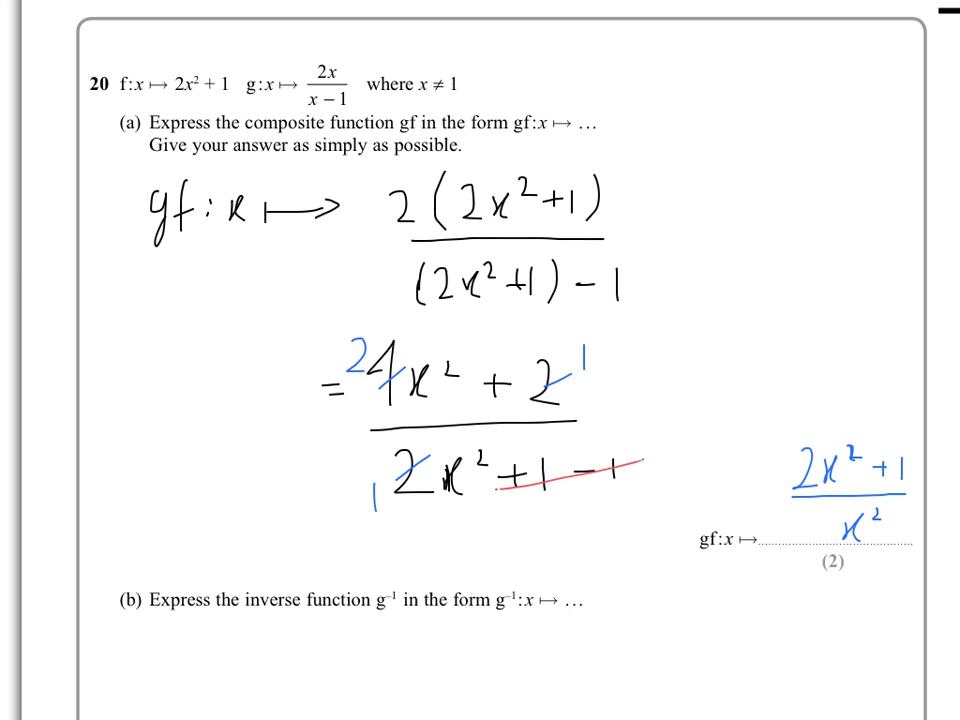 20 f:x ↦ 2x² + 1 g:x ↦ 2x / x − 1 where x ≠ 1
(a) Express the composite function gf in the form gf:x ↦ ...
Give your answer as simply as possible.
gf : x ↦ 2(2x²+1) / (2x²+1) − 1
= 2 4x² + 2 1
1 2x² +1 − 1
2x² + 1
x²
gf:x ↦ ..........
(2)
(b) Express the inverse function g⁻¹ in the form g⁻¹:x ↦ ...